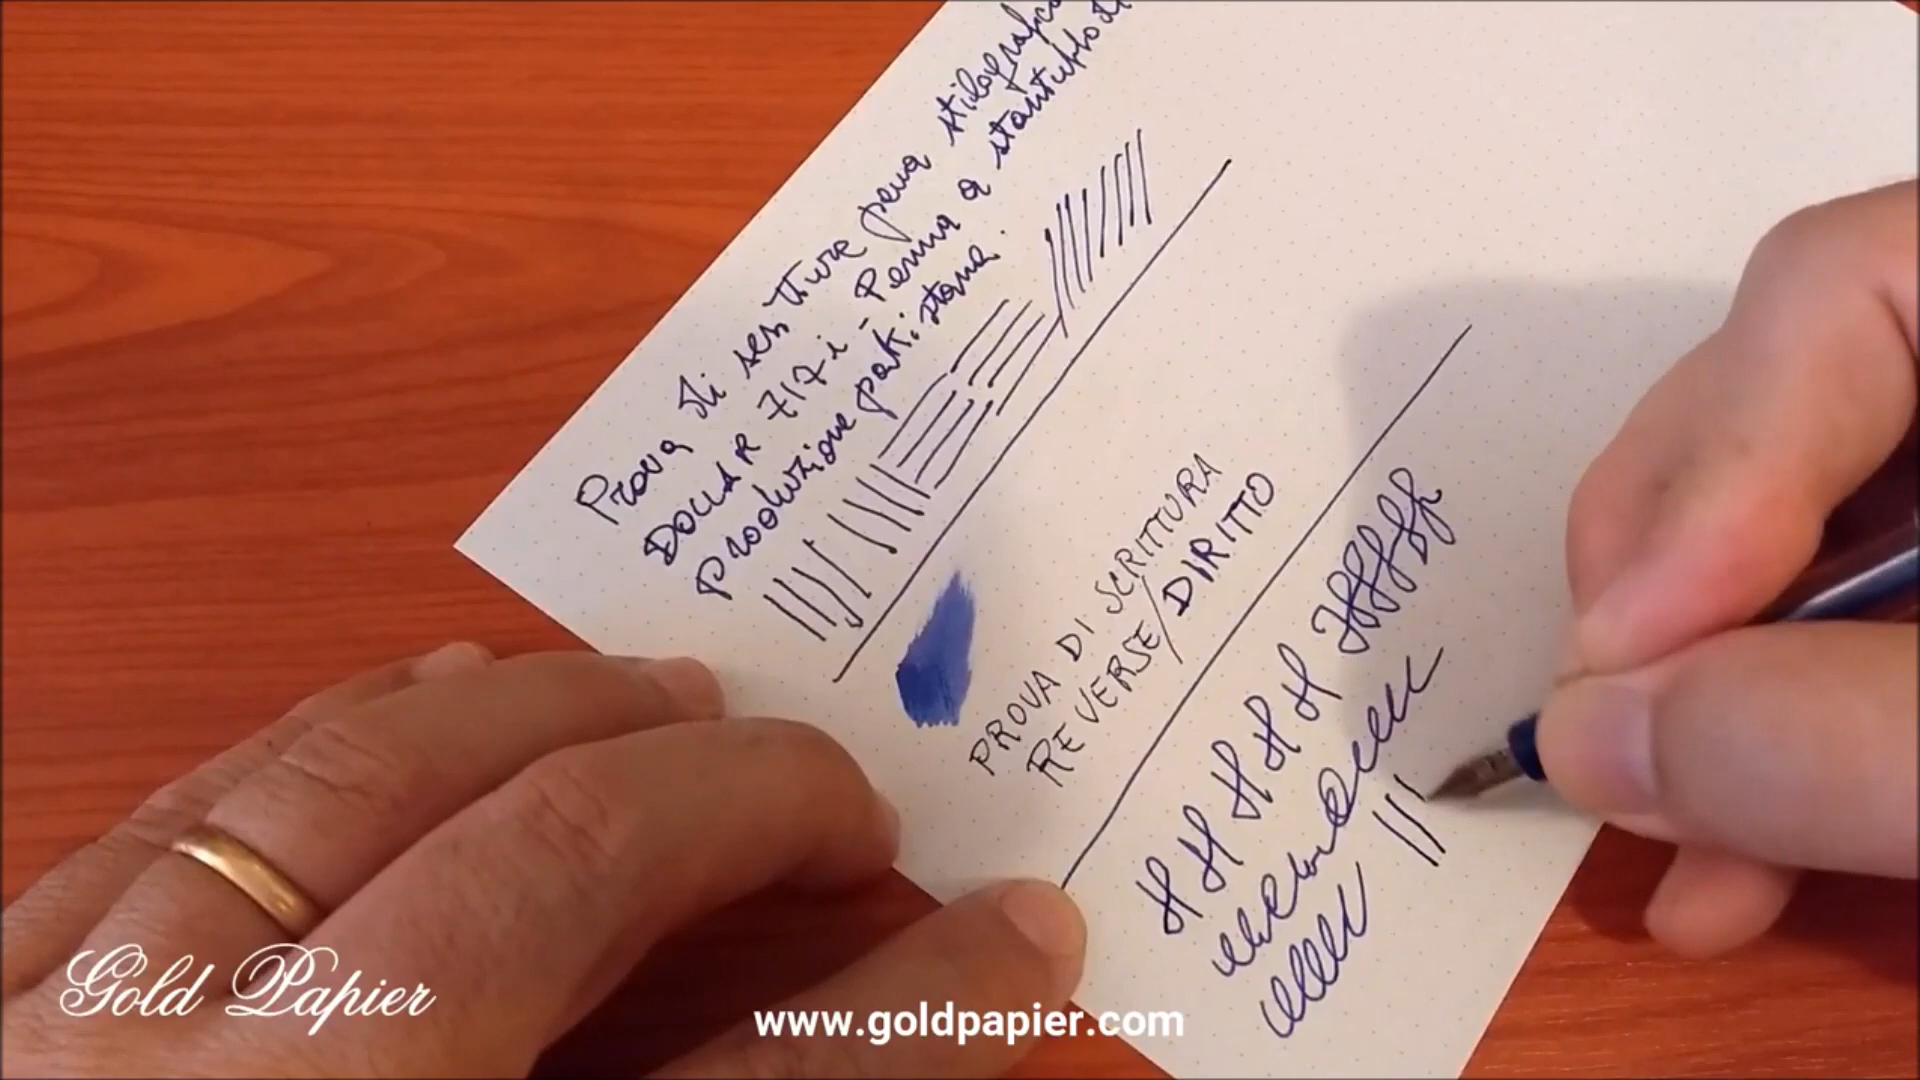 Prova di scrittura penna stilografica
DOLLAR 717i - Penna a stantuffo di
produzione pakistana.
PROVA DI SCRITTURA
REVERSE/DIRITTO
Gold Papier
www.goldpapier.com